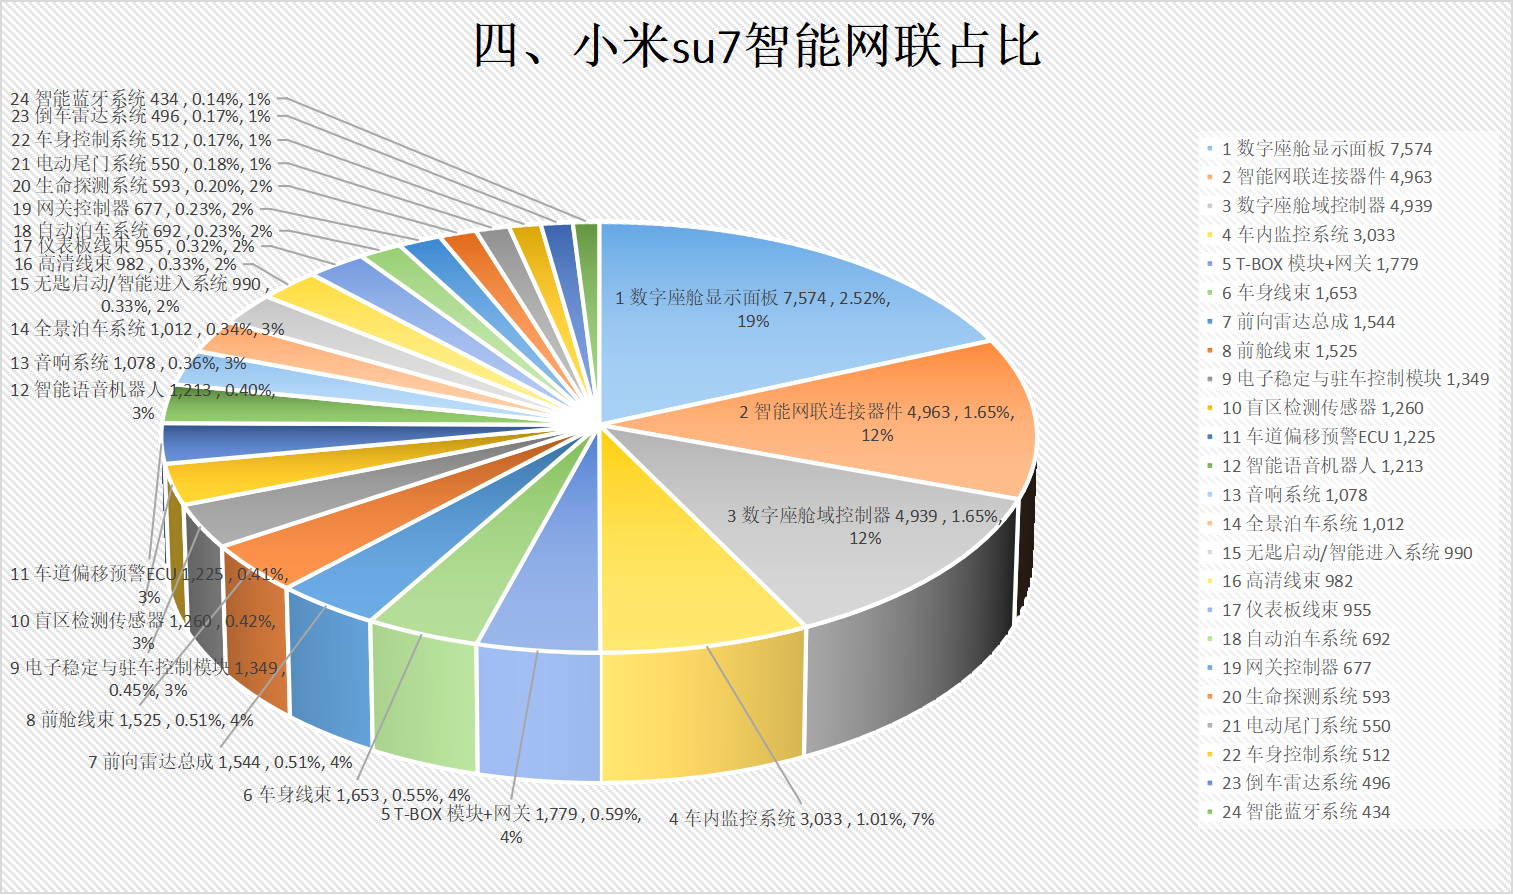 四、小米su7智能网联占比
24 智能蓝牙系统 434 , 0.14%, 1%
23 倒车雷达系统 496 , 0.17%, 1%
22 车身控制系统 512 , 0.17%, 1%
21 电动尾门系统 550 , 0.18%, 1%
20 生命探测系统 593 , 0.20%, 2%
19 网关控制器 677 , 0.23%, 2%
18 自动泊车系统 692 , 0.23%, 2%
17 仪表板线束 955 , 0.32%, 2%
16 高清线束 982 , 0.33%, 2%
15 无匙启动/智能进入系统 990 ,
0.33%, 2%
14 全景泊车系统 1,012 , 0.34%, 3%
13 音响系统 1,078 , 0.36%, 3%
12 智能语音机器人 1,213 , 0.40%,
3%
11 车道偏移预警ECU 1,225 , 0.41%,
3%
10 盲区检测传感器 1,260 , 0.42%,
3%
9 电子稳定与驻车控制模块 1,349 ,
0.45%, 3%
8 前舱线束 1,525 , 0.51%, 4%
7 前向雷达总成 1,544 , 0.51%, 4%
6 车身线束 1,653 , 0.55%, 4%
5 T-BOX 模块+网关 1,779 , 0.59%,
4%
4 车内监控系统 3,033 , 1.01%, 7%
1 数字座舱显示面板 7,574 , 2.52%,
19%
2 智能网联连接器件 4,963 , 1.65%,
12%
3 数字座舱域控制器 4,939 , 1.65%,
12%
1 数字座舱显示面板 7,574
2 智能网联连接器件 4,963
3 数字座舱域控制器 4,939
4 车内监控系统 3,033
5 T-BOX 模块+网关 1,779
6 车身线束 1,653
7 前向雷达总成 1,544
8 前舱线束 1,525
9 电子稳定与驻车控制模块 1,349
10 盲区检测传感器 1,260
11 车道偏移预警ECU 1,225
12 智能语音机器人 1,213
13 音响系统 1,078
14 全景泊车系统 1,012
15 无匙启动/智能进入系统 990
16 高清线束 982
17 仪表板线束 955
18 自动泊车系统 692
19 网关控制器 677
20 生命探测系统 593
21 电动尾门系统 550
22 车身控制系统 512
23 倒车雷达系统 496
24 智能蓝牙系统 434